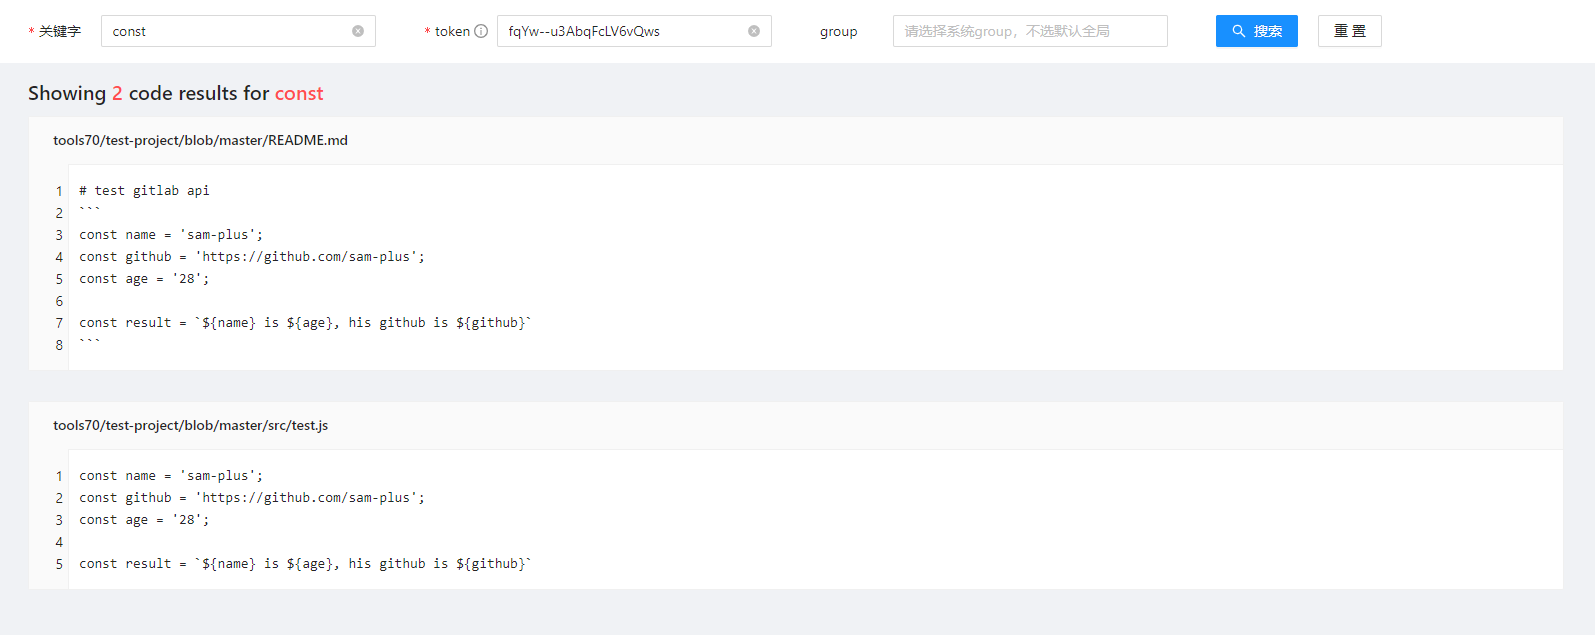 * 关键字 const * token fqYw--u3AbqFcLV6vQws group 请选择系统group，不选默认全局 搜索 重 置
Showing 2 code results for const
tools70/test-project/blob/master/README.md
1 # test gitlab api
2 ```
3 const name = 'sam-plus';
4 const github = 'https://github.com/sam-plus';
5 const age = '28';
6
7 const result = `${name} is ${age}, his github is ${github}`
8 ```
tools70/test-project/blob/master/src/test.js
1 const name = 'sam-plus';
2 const github = 'https://github.com/sam-plus';
3 const age = '28';
4
5 const result = `${name} is ${age}, his github is ${github}`